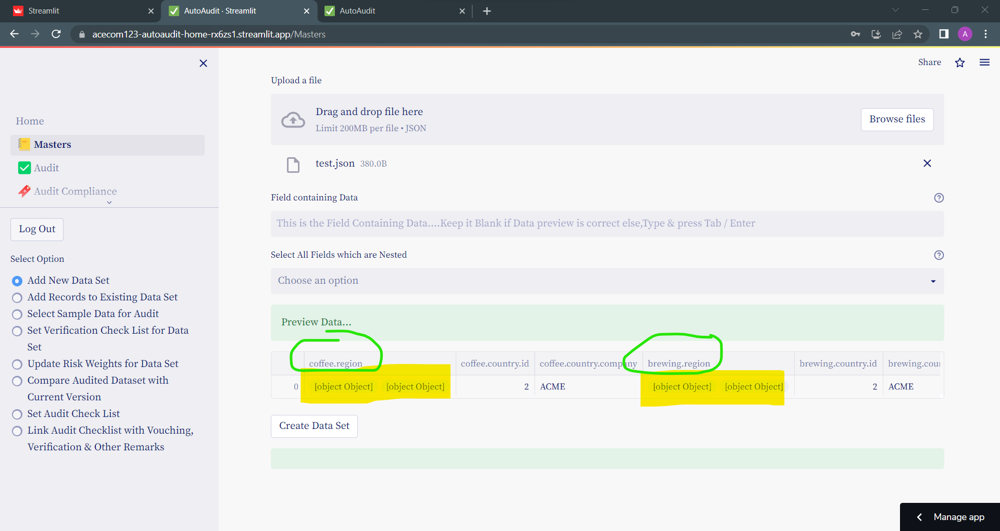 Streamlit
AutoAudit · Streamlit
AutoAudit
acecom123-autoaudit-home-rx6zs1.streamlit.app/Masters
A
Share
Home
Masters
Audit
Audit Compliance
Log Out
Select Option
Add New Data Set
Add Records to Existing Data Set
Select Sample Data for Audit
Set Verification Check List for Data
Set
Update Risk Weights for Data Set
Compare Audited Dataset with
Current Version
Set Audit Check List
Link Audit Checklist with Vouching,
Verification & Other Remarks
Upload a file
Drag and drop file here
Limit 200MB per file • JSON
Browse files
test.json 380.0B
Field containing Data
This is the Field Containing Data....Keep it Blank if Data preview is correct else,Type & press Tab / Enter
Select All Fields which are Nested
Choose an option
Preview Data...
coffee.region coffee.country.id coffee.country.company brewing.region brewing.country.id brewing.cou
0 [object Object] [object Object] 2 ACME [object Object] [object Object] 2 ACME
Create Data Set
Manage app